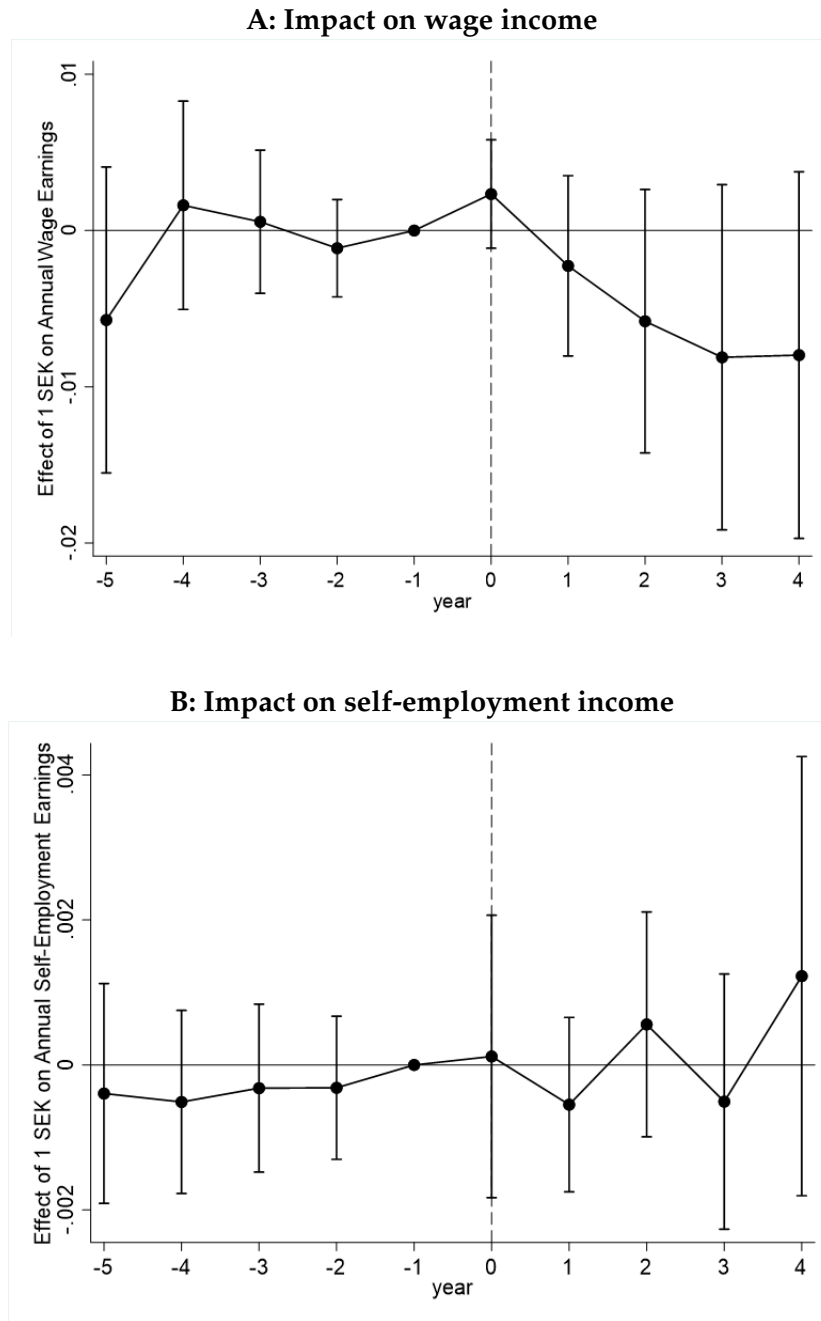 A: Impact on wage income
Effect of 1 SEK on Annual Wage Earnings
.01
0
-.01
-.02
-5 -4 -3 -2 -1 0 1 2 3 4
year
B: Impact on self-employment income
Effect of 1 SEK on Annual Self-Employment Earnings
.004
.002
0
-.002
-5 -4 -3 -2 -1 0 1 2 3 4
year